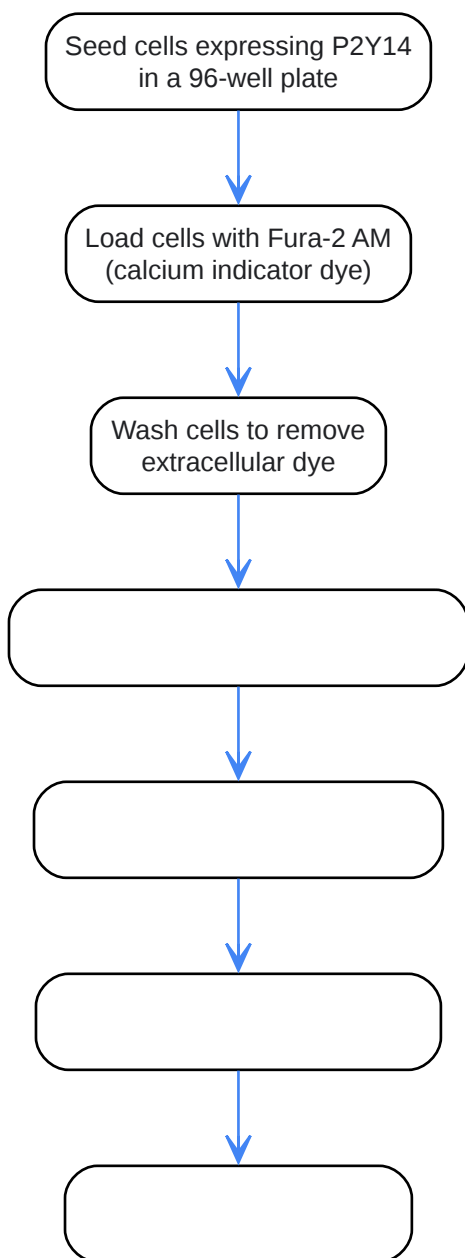 Seed cells expressing P2Y14
in a 96-well plate
Load cells with Fura-2 AM
(calcium indicator dye)
Wash cells to remove
extracellular dye